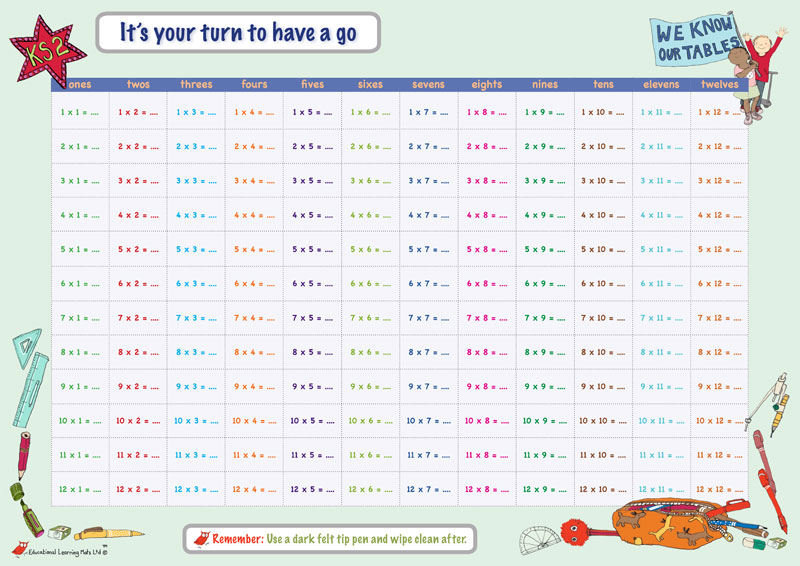 It's your turn to have a go
KS2
WE KNOW
OUR TABLES
ones twos threes fours fives sixes sevens eights nines tens elevens twelves
1 x 1 = .... 1 x 2 = .... 1 x 3 = .... 1 x 4 = .... 1 x 5 = .... 1 x 6 = .... 1 x 7 = .... 1 x 8 = .... 1 x 9 = .... 1 x 10 = .... 1 x 11 = .... 1 x 12 = ....
2 x 1 = .... 2 x 2 = .... 2 x 3 = .... 2 x 4 = .... 2 x 5 = .... 2 x 6 = .... 2 x 7 = .... 2 x 8 = .... 2 x 9 = .... 2 x 10 = .... 2 x 11 = .... 2 x 12 = ....
3 x 1 = .... 3 x 2 = .... 3 x 3 = .... 3 x 4 = .... 3 x 5 = .... 3 x 6 = .... 3 x 7 = .... 3 x 8 = .... 3 x 9 = .... 3 x 10 = .... 3 x 11 = .... 3 x 12 = ....
4 x 1 = .... 4 x 2 = .... 4 x 3 = .... 4 x 4 = .... 4 x 5 = .... 4 x 6 = .... 4 x 7 = .... 4 x 8 = .... 4 x 9 = .... 4 x 10 = .... 4 x 11 = .... 4 x 12 = ....
5 x 1 = .... 5 x 2 = .... 5 x 3 = .... 5 x 4 = .... 5 x 5 = .... 5 x 6 = .... 5 x 7 = .... 5 x 8 = .... 5 x 9 = .... 5 x 10 = .... 5 x 11 = .... 5 x 12 = ....
6 x 1 = .... 6 x 2 = .... 6 x 3 = .... 6 x 4 = .... 6 x 5 = .... 6 x 6 = .... 6 x 7 = .... 6 x 8 = .... 6 x 9 = .... 6 x 10 = .... 6 x 11 = .... 6 x 12 = ....
7 x 1 = .... 7 x 2 = .... 7 x 3 = .... 7 x 4 = .... 7 x 5 = .... 7 x 6 = .... 7 x 7 = .... 7 x 8 = .... 7 x 9 = .... 7 x 10 = .... 7 x 11 = .... 7 x 12 = ....
8 x 1 = .... 8 x 2 = .... 8 x 3 = .... 8 x 4 = .... 8 x 5 = .... 8 x 6 = .... 8 x 7 = .... 8 x 8 = .... 8 x 9 = .... 8 x 10 = .... 8 x 11 = .... 8 x 12 = ....
9 x 1 = .... 9 x 2 = .... 9 x 3 = .... 9 x 4 = .... 9 x 5 = .... 9 x 6 = .... 9 x 7 = .... 9 x 8 = .... 9 x 9 = .... 9 x 10 = .... 9 x 11 = .... 9 x 12 = ....
10 x 1 = .... 10 x 2 = .... 10 x 3 = .... 10 x 4 = .... 10 x 5 = .... 10 x 6 = .... 10 x 7 = .... 10 x 8 = .... 10 x 9 = .... 10 x 10 = .... 10 x 11 = .... 10 x 12 = ....
11 x 1 = .... 11 x 2 = .... 11 x 3 = .... 11 x 4 = .... 11 x 5 = .... 11 x 6 = .... 11 x 7 = .... 11 x 8 = .... 11 x 9 = .... 11 x 10 = .... 11 x 11 = .... 11 x 12 = ....
12 x 1 = .... 12 x 2 = .... 12 x 3 = .... 12 x 4 = .... 12 x 5 = .... 12 x 6 = .... 12 x 7 = .... 12 x 8 = .... 12 x 9 = .... 12 x 10 = .... 12 x 11 = .... 12 x 12 = ....
Remember: Use a dark felt tip pen and wipe clean after.
Educational Learning Mats Ltd ©